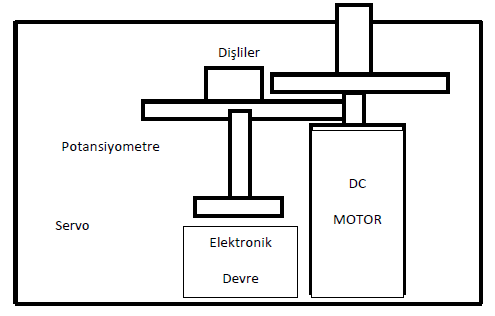 Dişliler
Potansiyometre
DC
MOTOR
Servo
Elektronik
Devre